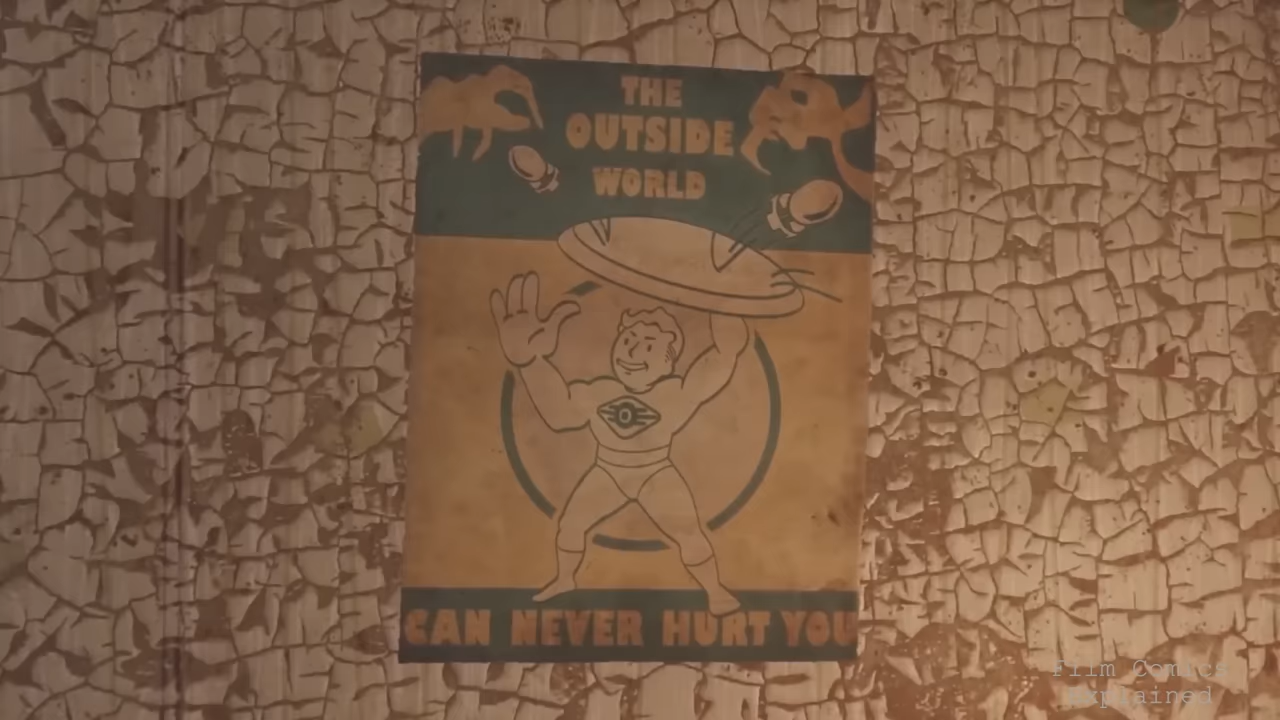 THE
OUTSIDE
WORLD
CAN NEVER HURT YOU
Film Comics
Explained